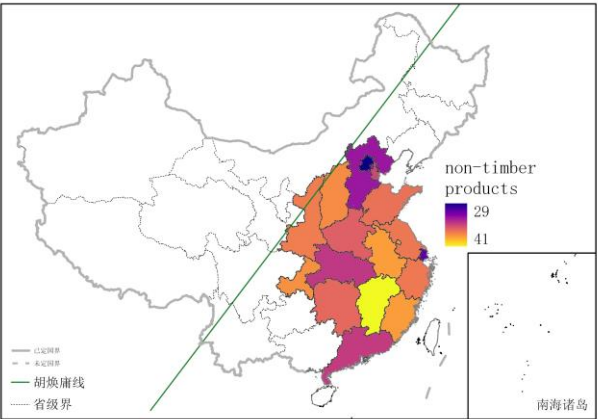 non-timber
products
29
41
已定国界
未定国界
胡焕庸线
省级界
南海诸岛